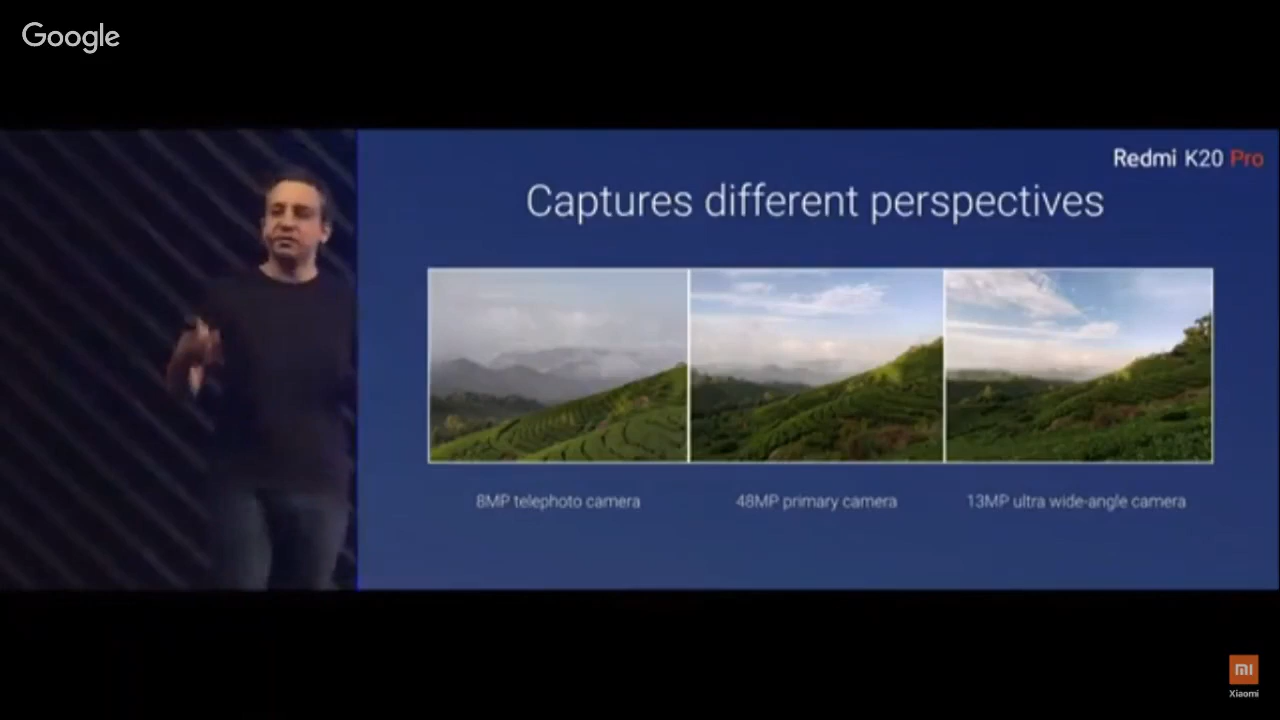 Google
Redmi K20 Pro
Captures different perspectives
8MP telephoto camera
48MP primary camera
13MP ultra wide-angle camera
mi
Xiaomi